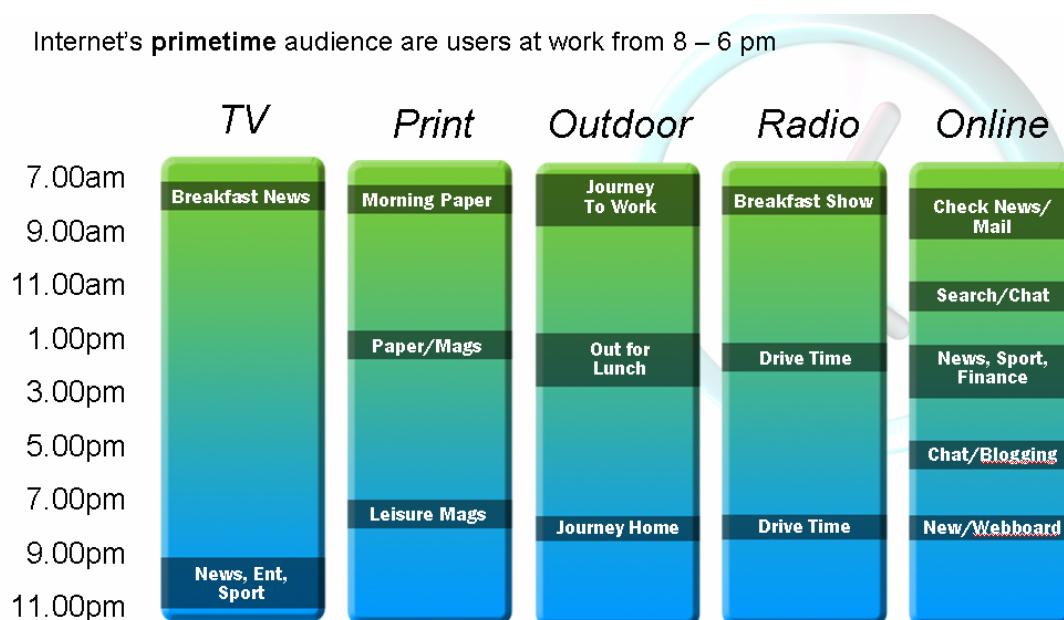 Internet's primetime audience are users at work from 8 – 6 pm
TV Print Outdoor Radio Online
7.00am
9.00am
11.00am
1.00pm
3.00pm
5.00pm
7.00pm
9.00pm
11.00pm
Breakfast News
News, Ent,
Sport
Morning Paper
Paper/Mags
Leisure Mags
Journey
To Work
Out for
Lunch
Journey Home
Breakfast Show
Drive Time
Drive Time
Check News/
Mail
Search/Chat
News, Sport,
Finance
Chat/Blogging
New/Webboard